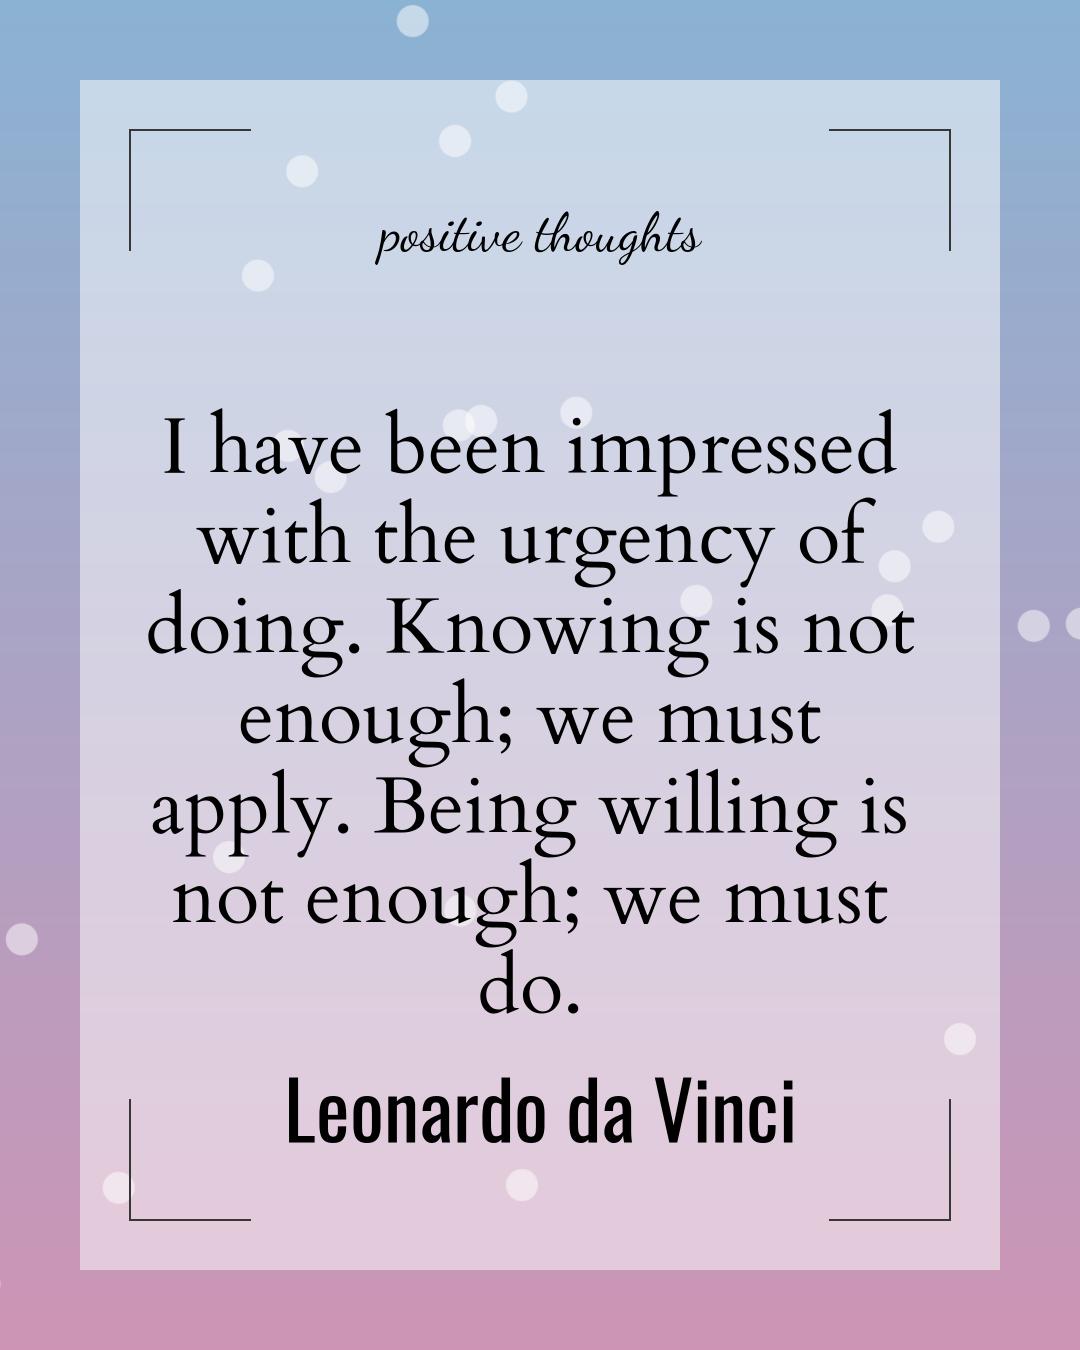 positive thoughts
I have been impressed
with the urgency of
doing. Knowing is not
enough; we must
apply. Being willing is
not enough; we must
do.
Leonardo da Vinci